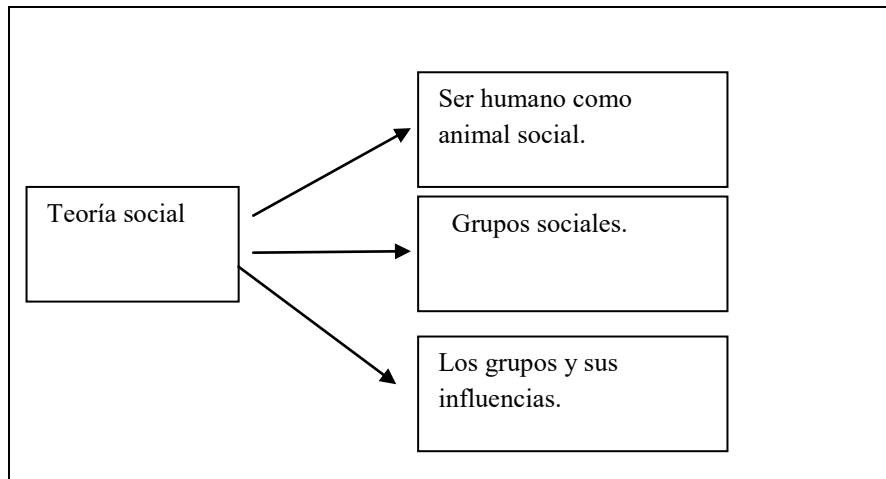 Teoría social
Ser humano como
animal social.
Grupos sociales.
Los grupos y sus
influencias.